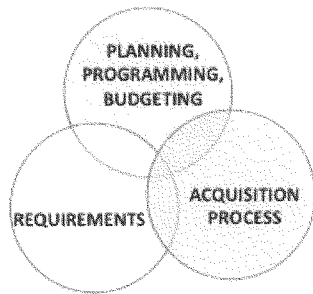 PLANNING,
PROGRAMMING,
BUDGETING
REQUIREMENTS
ACQUISITION
PROCESS